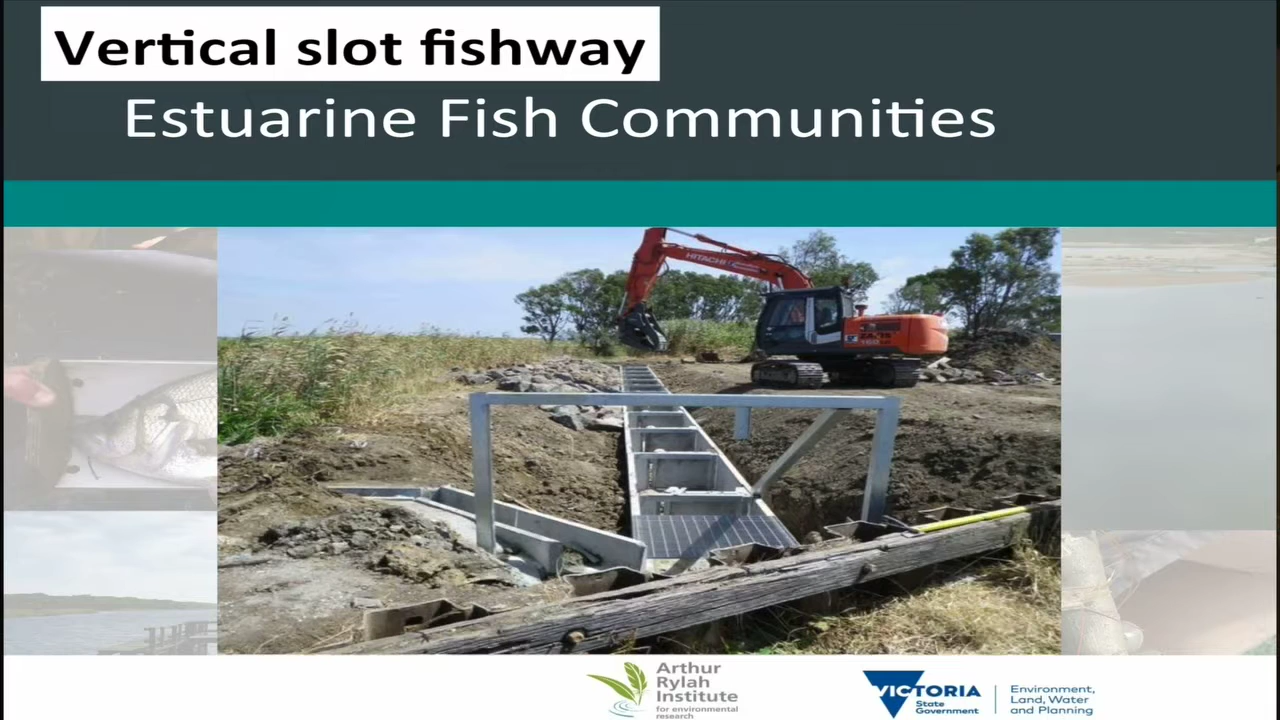 Vertical slot fishway
Estuarine Fish Communities
HITACHI
Arthur
Rylah
Institute
for environmental
research
VICTORIA
State
Government
Environment,
Land, Water
and Planning